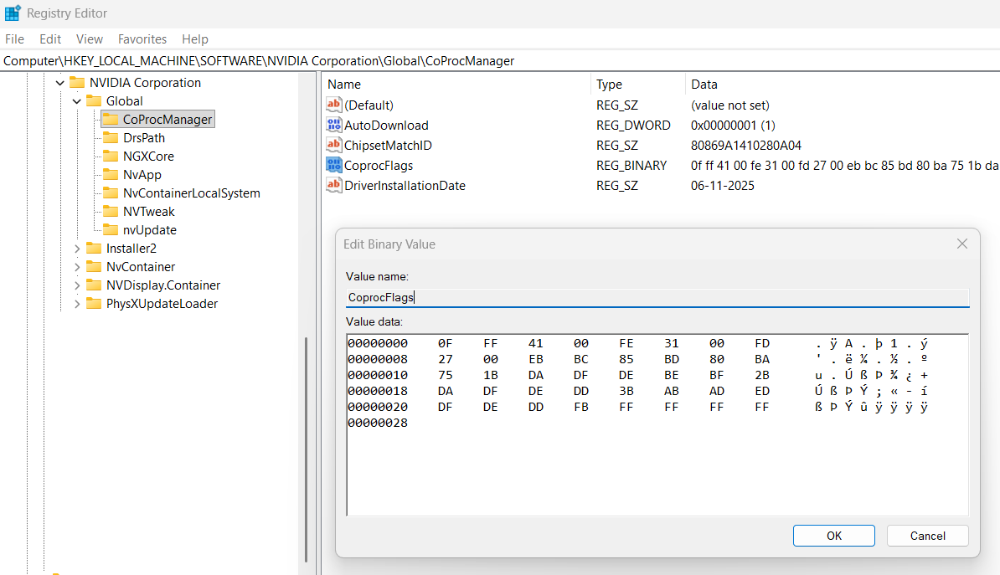 Registry Editor
File Edit View Favorites Help
Computer\HKEY_LOCAL_MACHINE\SOFTWARE\NVIDIA Corporation\Global\CoProcManager
NVIDIA Corporation
Global
CoProcManager
DrsPath
NGXCore
NvApp
NvContainerLocalSystem
NVTweak
nvUpdate
Installer2
NvContainer
NVDisplay.Container
PhysXUpdateLoader
Name Type Data
(Default) REG_SZ (value not set)
AutoDownload REG_DWORD 0x00000001 (1)
ChipsetMatchID REG_SZ 80869A1410280A04
CoprocFlags REG_BINARY 0f ff 41 00 fe 31 00 fd 27 00 eb bc 85 bd 80 ba 75 1b da
DriverInstallationDate REG_SZ 06-11-2025
Edit Binary Value
Value name:
CoprocFlags
Value data:
00000000 0F FF 41 00 FE 31 00 FD . ÿ A . þ 1 . ý
00000008 27 00 EB BC 85 BD 80 BA ' . ë ¼ . ½ . º
00000010 75 1B DA DF DE BE BF 2B u . Ú ß Þ ¾ ¿ +
00000018 DA DF DE DD 3B AB AD ED Ú ß Þ Ý ; « - í
00000020 DF DE DD FB FF FF FF FF ß Þ Ý û ÿ ÿ ÿ ÿ
00000028
OK Cancel